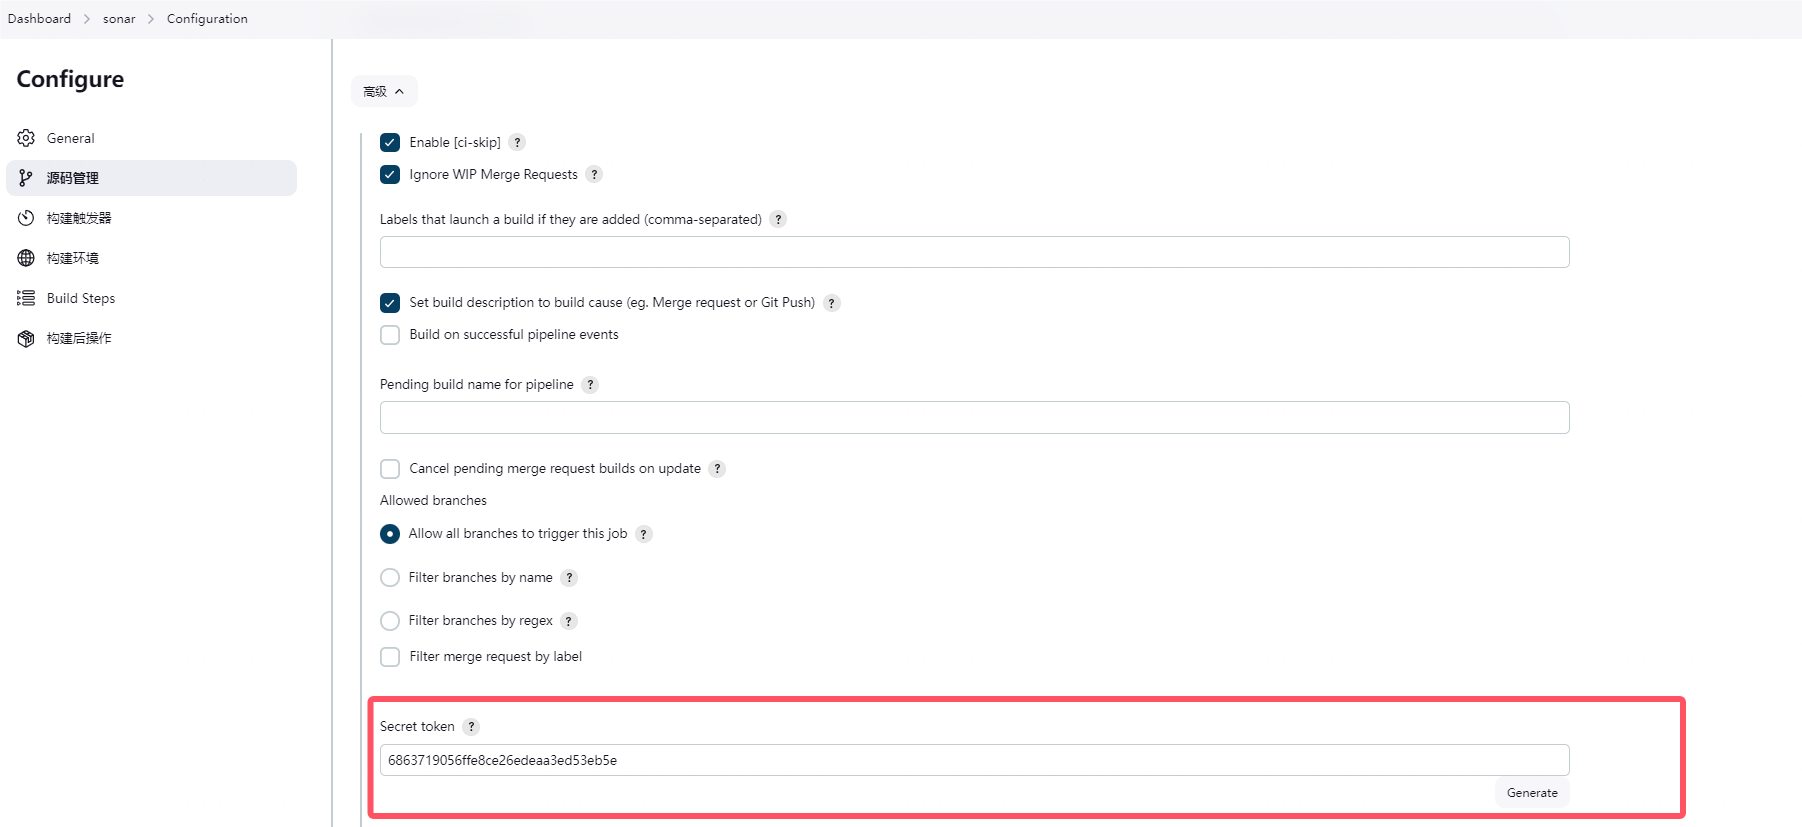 Dashboard > sonar > Configuration
Configure
General
源码管理
构建触发器
构建环境
Build Steps
构建后操作
高级
Enable [ci-skip] ?
Ignore WIP Merge Requests ?
Labels that launch a build if they are added (comma-separated) ?
Set build description to build cause (eg. Merge request or Git Push) ?
Build on successful pipeline events
Pending build name for pipeline ?
Cancel pending merge request builds on update ?
Allowed branches
Allow all branches to trigger this job ?
Filter branches by name ?
Filter branches by regex ?
Filter merge request by label
Secret token ?
6863719056ffe8ce26edeaa3ed53eb5e
Generate